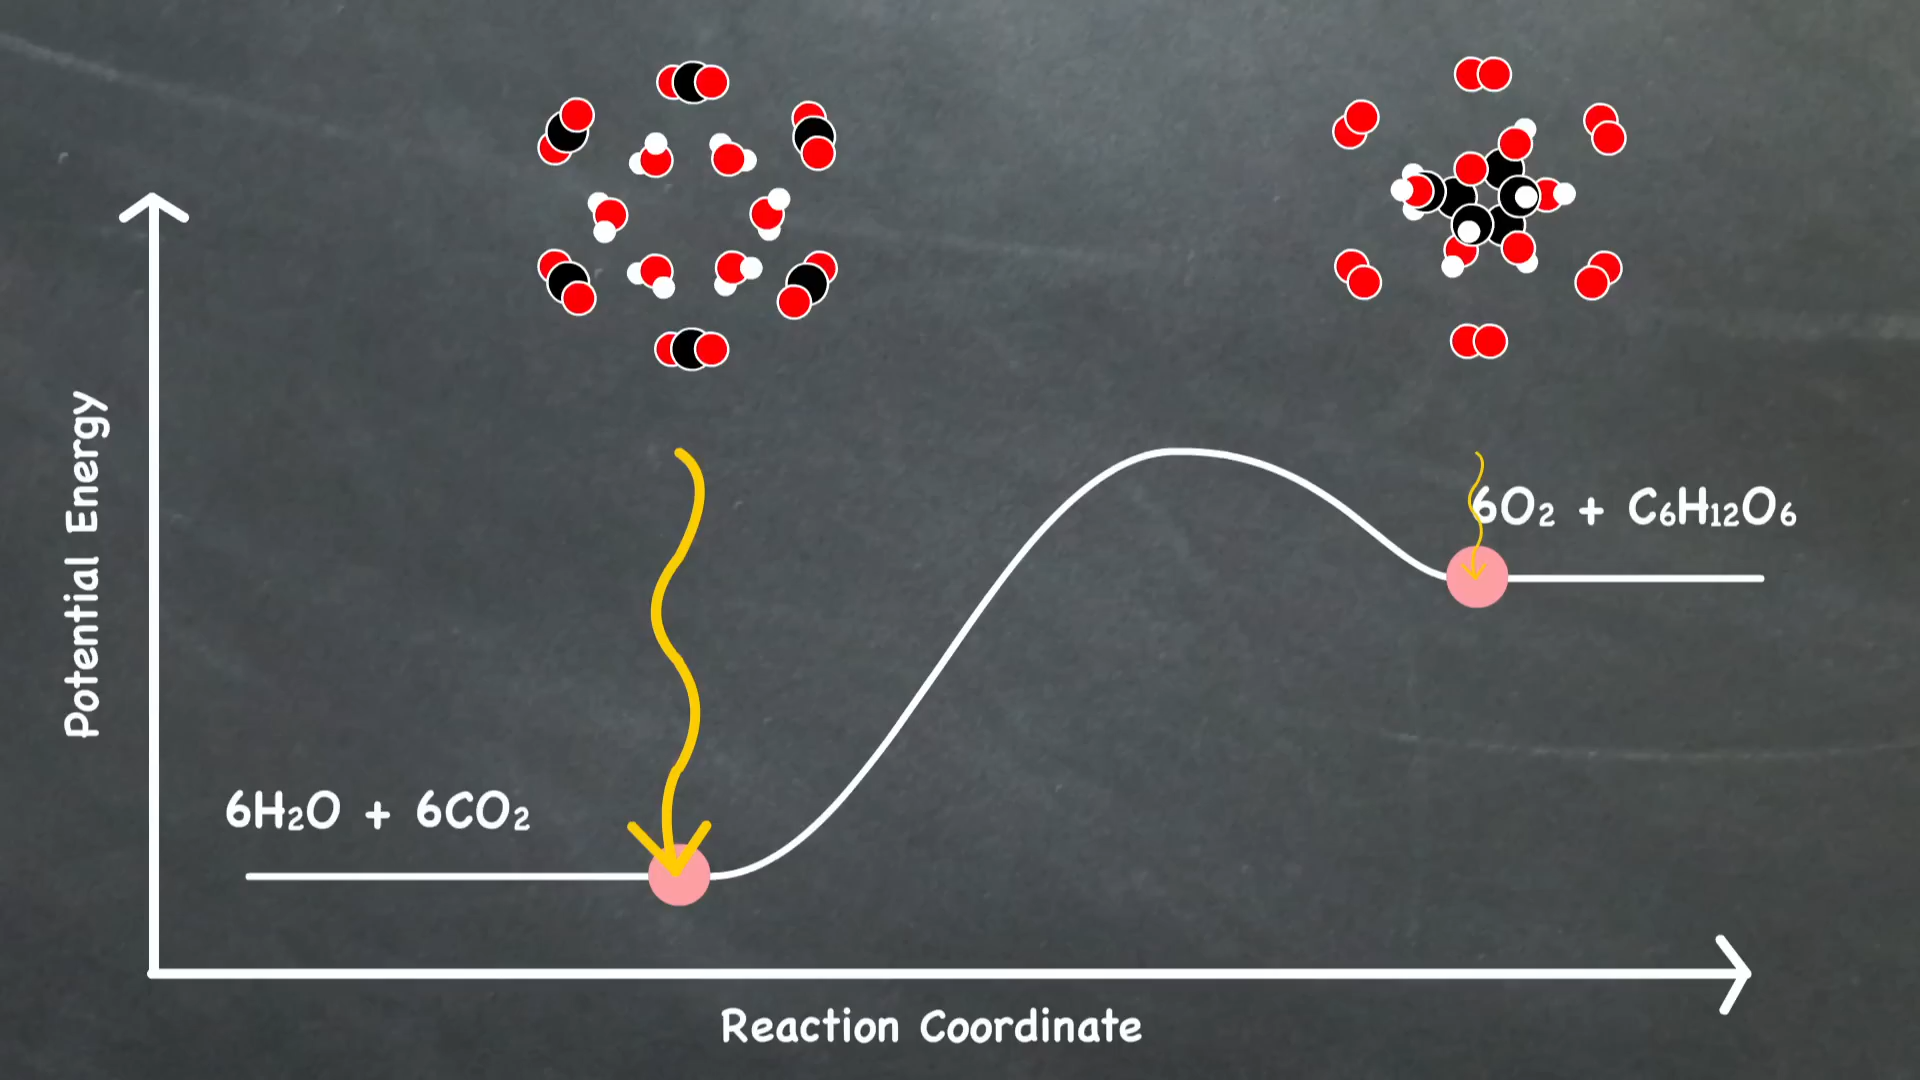 6O₂ + C₆H₁₂O₆
Potential Energy
6H₂O + 6CO₂
Reaction Coordinate